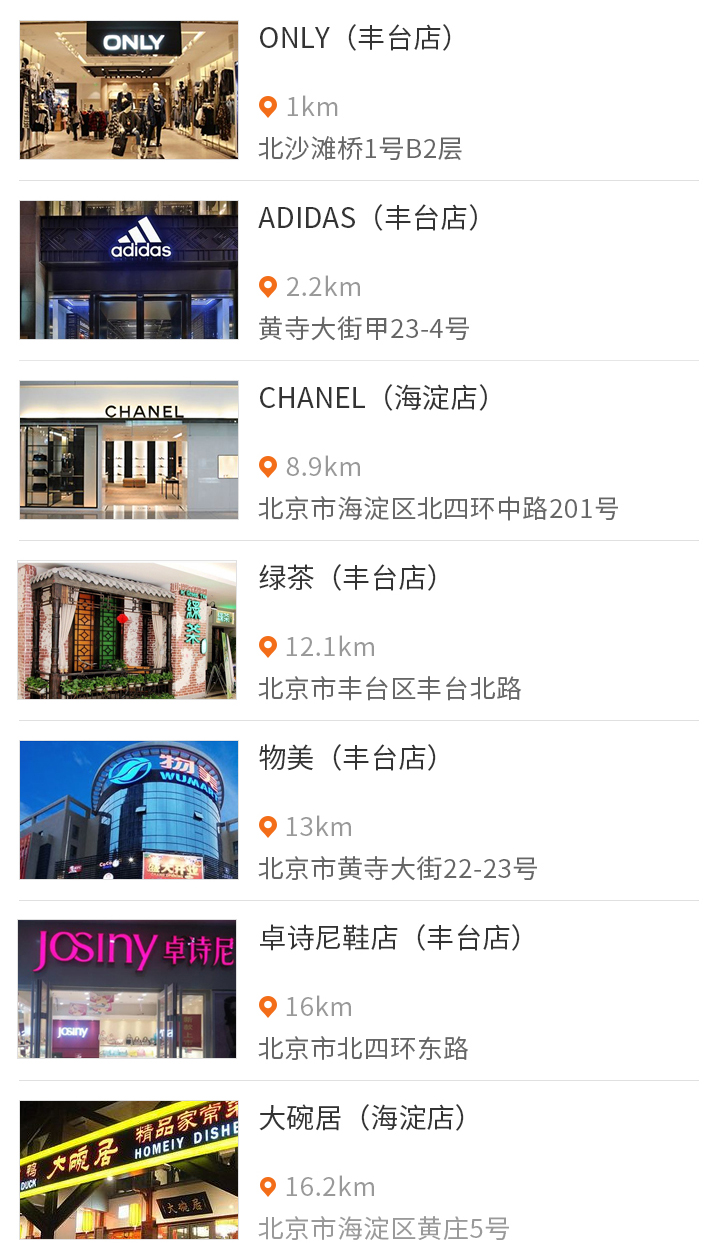 ONLY
ONLY（丰台店）
1km
北沙滩桥1号B2层
adidas
ADIDAS（丰台店）
2.2km
黄寺大街甲23-4号
CHANEL
CHANEL（海淀店）
8.9km
北京市海淀区北四环中路201号
绿茶
绿茶（丰台店）
12.1km
北京市丰台区丰台北路
物美
WUMART
物美（丰台店）
13km
北京市黄寺大街22-23号
JOSINY 卓诗尼
josiny
卓诗尼鞋店（丰台店）
16km
北京市北四环东路
鸭 大碗居 精品家常菜
DUCK HOMEIY DISHE
大碗居
大碗居（海淀店）
16.2km
北京市海淀区黄庄5号